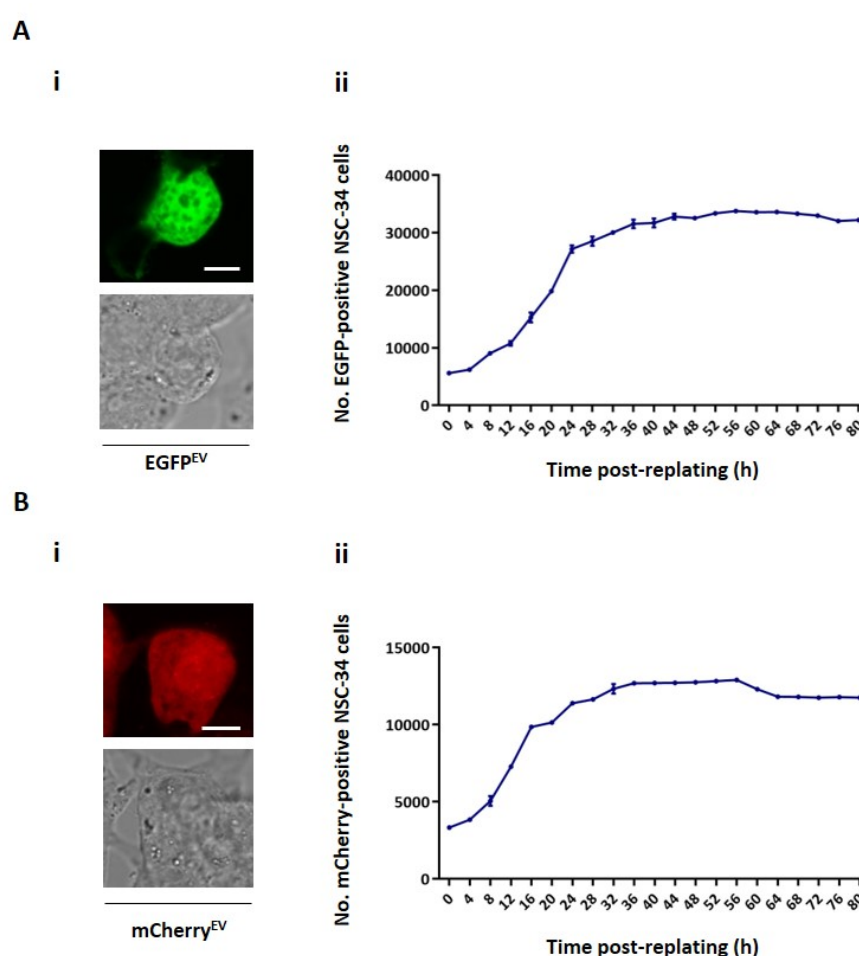 A
i
ii
No. EGFP-positive NSC-34 cells
40000
30000
20000
10000
0
0 4 8 12 16 20 24 28 32 36 40 44 48 52 56 60 64 68 72 76 80
Time post-replating (h)
EGFPEV
B
i
ii
No. mCherry-positive NSC-34 cells
15000
10000
5000
0
0 4 8 12 16 20 24 28 32 36 40 44 48 52 56 60 64 68 72 76 80
Time post-replating (h)
mCherryEV